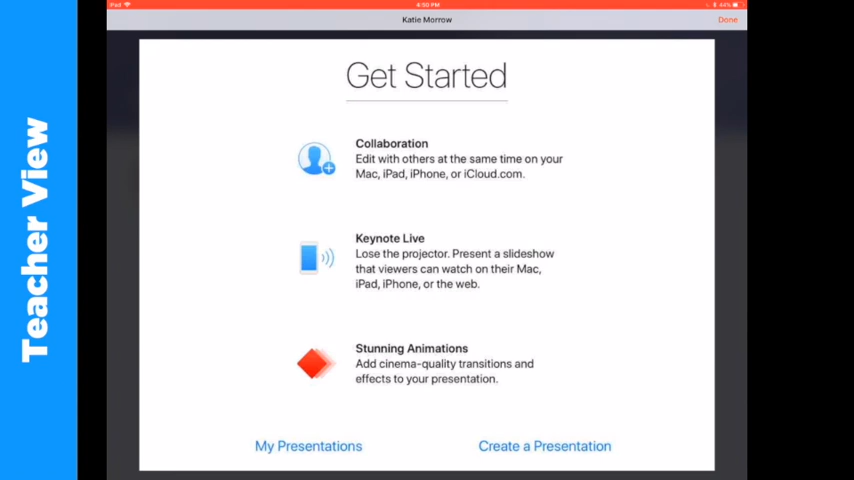 iPad
4:50 PM
44%
Katie Morrow
Done
Teacher View
Get Started
Collaboration
Edit with others at the same time on your
Mac, iPad, iPhone, or iCloud.com.
Keynote Live
Lose the projector. Present a slideshow
that viewers can watch on their Mac,
iPad, iPhone, or the web.
Stunning Animations
Add cinema-quality transitions and
effects to your presentation.
My Presentations
Create a Presentation